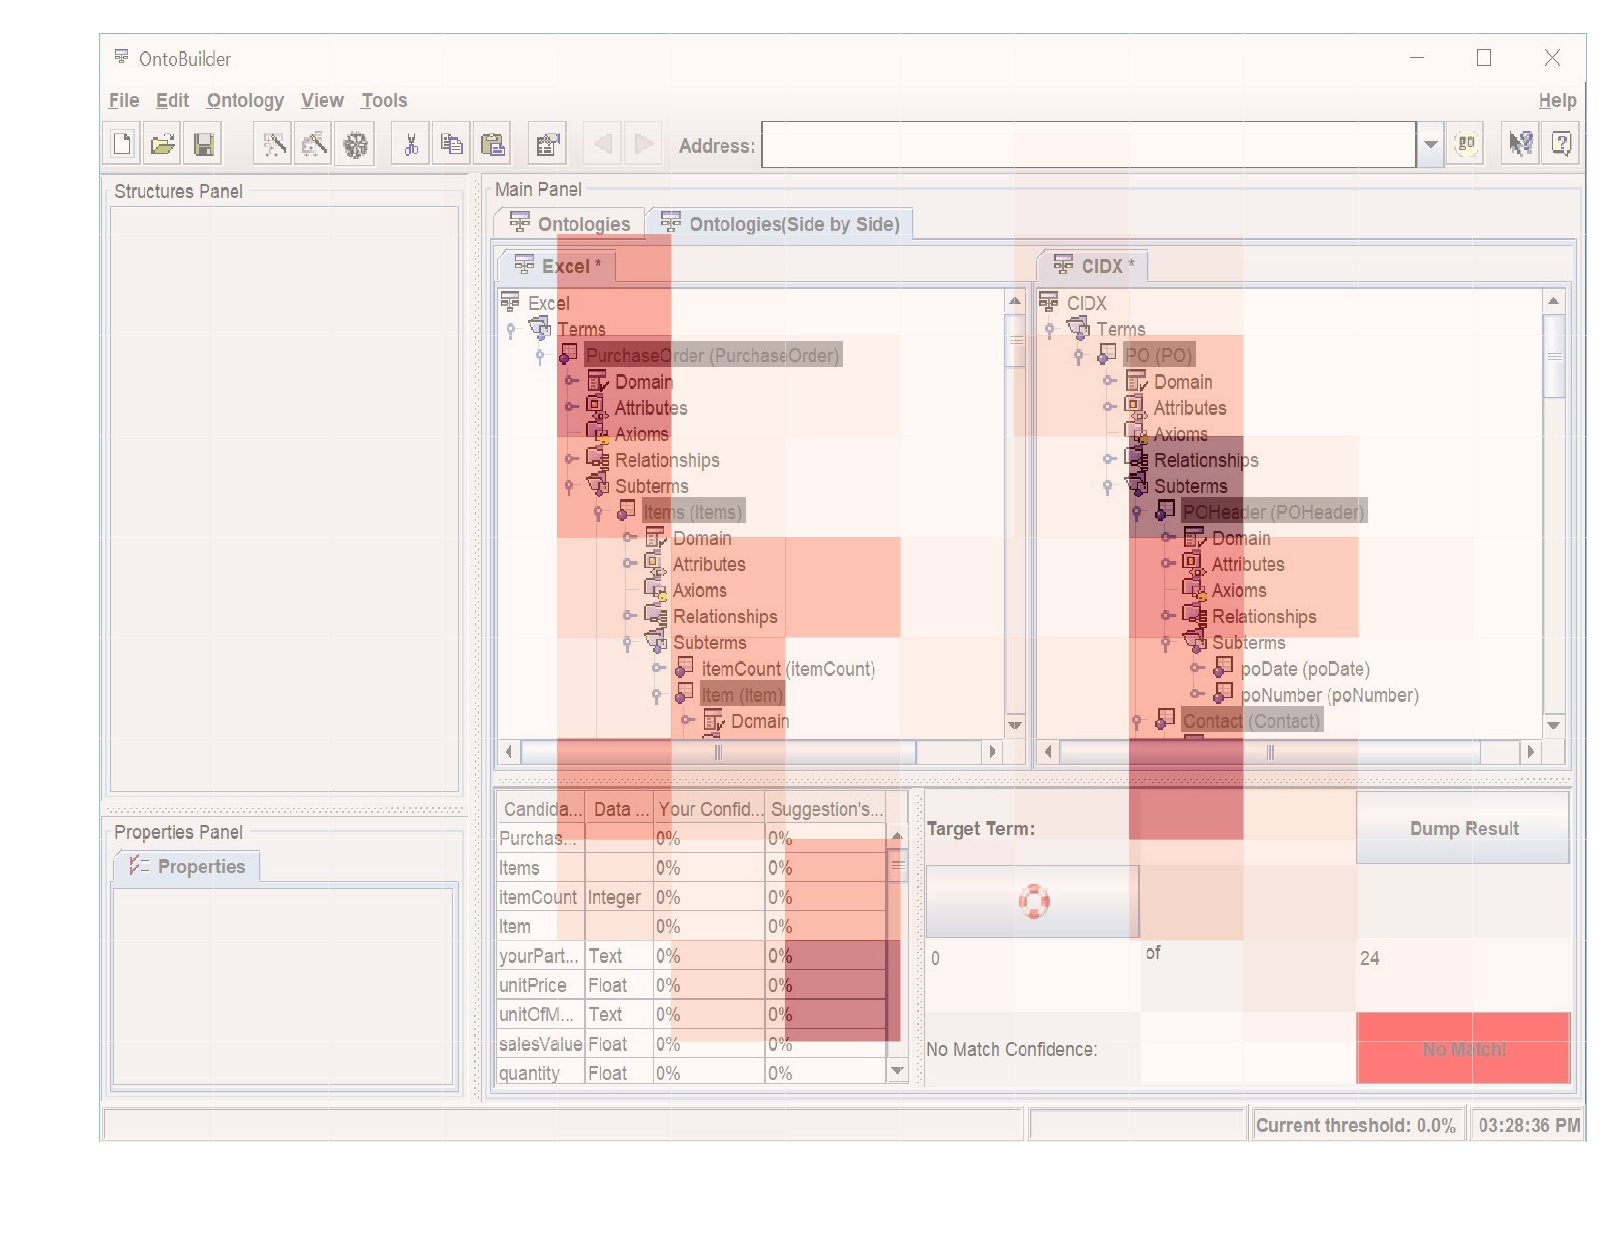 OntoBuilder
File Edit Ontology View Tools Help
Address: go
Structures Panel
Main Panel
Ontologies Ontologies(Side by Side)
Excel *
Excel
Terms
PurchaseOrder (PurchaseOrder)
Domain
Attributes
Axioms
Relationships
Subterms
Items (Items)
Domain
Attributes
Axioms
Relationships
Subterms
itemCount (itemCount)
Item (Item)
Domain
CIDX *
CIDX
Terms
PO (PO)
Domain
Attributes
Axioms
Relationships
Subterms
POHeader (POHeader)
Domain
Attributes
Axioms
Relationships
Subterms
poDate (poDate)
poNumber (poNumber)
Contact (Contact)
Properties Panel
Properties
Candida... Data ... Your Confid... Suggestion's...
Purchas... 0% 0%
Items 0% 0%
itemCount Integer 0% 0%
Item 0% 0%
yourPart... Text 0% 0%
unitPrice Float 0% 0%
unitOfM... Text 0% 0%
salesValue Float 0% 0%
quantity Float 0% 0%
Target Term: Dump Result
0 of 24
No Match Confidence: No Match!
Current threshold: 0.0% 03:28:36 PM